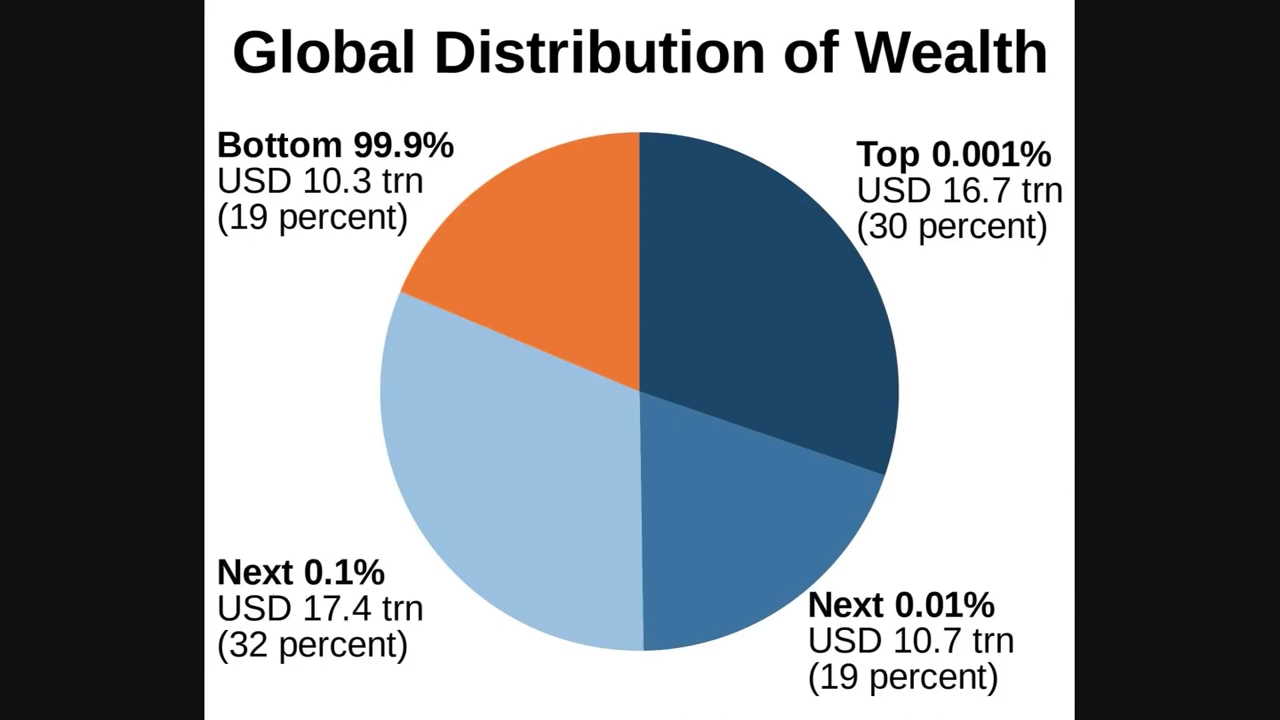 Global Distribution of Wealth
Bottom 99.9%
USD 10.3 trn
(19 percent)
Top 0.001%
USD 16.7 trn
(30 percent)
Next 0.1%
USD 17.4 trn
(32 percent)
Next 0.01%
USD 10.7 trn
(19 percent)